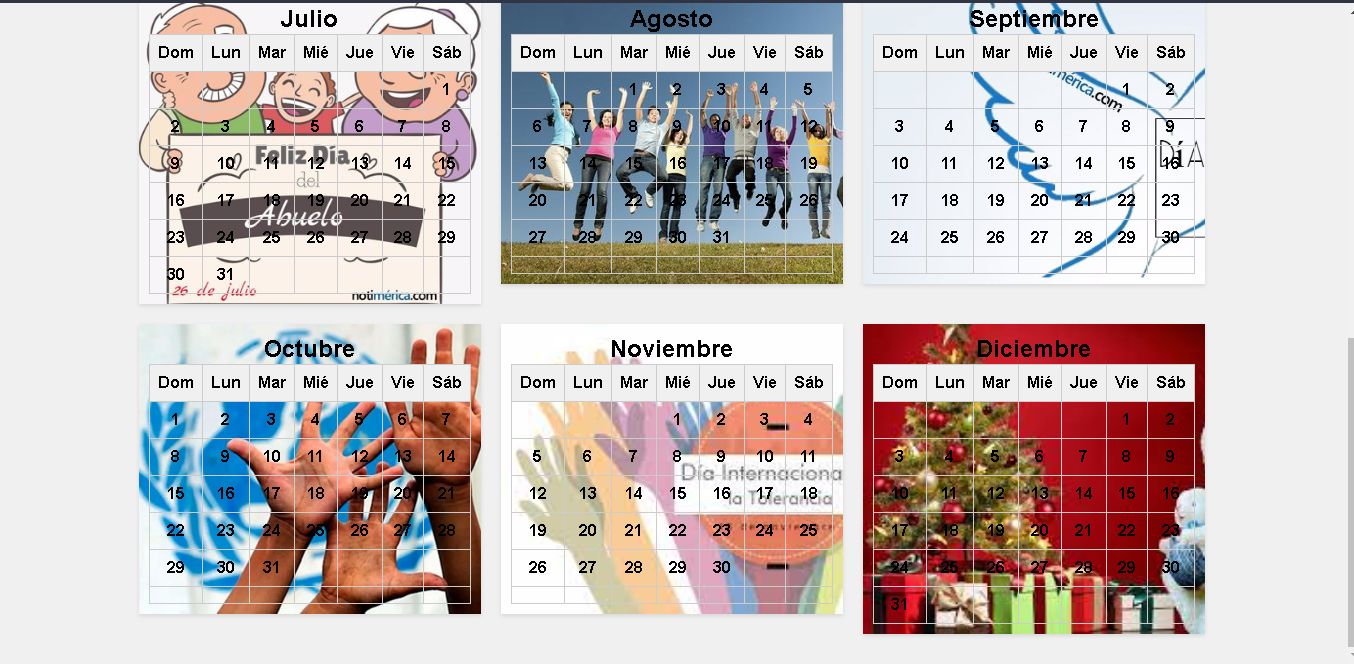 Julio
Dom Lun Mar Mié Jue Vie Sáb
1
2 3 4 5 6 7 8
9 10 11 12 13 14 15
16 17 18 19 20 21 22
23 24 25 26 27 28 29
30 31
Feliz Día
del
Abuelo
26 de julio
notimérica.com
Agosto
Dom Lun Mar Mié Jue Vie Sáb
1 2 3 4 5
6 7 8 9 10 11 12
13 14 15 16 17 18 19
20 21 22 23 24 25 26
27 28 29 30 31
Septiembre
Dom Lun Mar Mié Jue Vie Sáb
1 2
3 4 5 6 7 8 9
10 11 12 13 14 15 16
17 18 19 20 21 22 23
24 25 26 27 28 29 30
mérica.com
DÍA
Octubre
Dom Lun Mar Mié Jue Vie Sáb
1 2 3 4 5 6 7
8 9 10 11 12 13 14
15 16 17 18 19 20 21
22 23 24 25 26 27 28
29 30 31
Noviembre
Dom Lun Mar Mié Jue Vie Sáb
1 2 3 4
5 6 7 8 9 10 11
12 13 14 15 16 17 18
19 20 21 22 23 24 25
26 27 28 29 30
Día Internaciona
la Tolerancia
Diciembre
Dom Lun Mar Mié Jue Vie Sáb
1 2
3 4 5 6 7 8 9
10 11 12 13 14 15 16
17 18 19 20 21 22 23
24 25 26 27 28 29 30
31